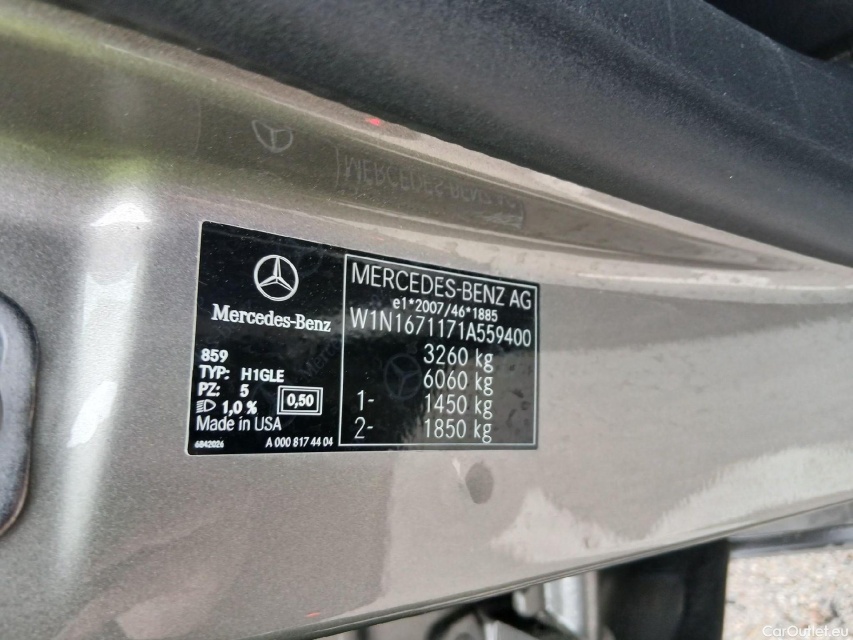 Mercedes-Benz
859
TYP: H1GLE
PZ: 5
1,0 %
0,50
Made in USA
6842026
A 000 817 44 04
MERCEDES-BENZ AG
e1*2007/46*1885
W1N1671171A559400
3260 kg
6060 kg
1- 1450 kg
2- 1850 kg
CarOutlet.eu